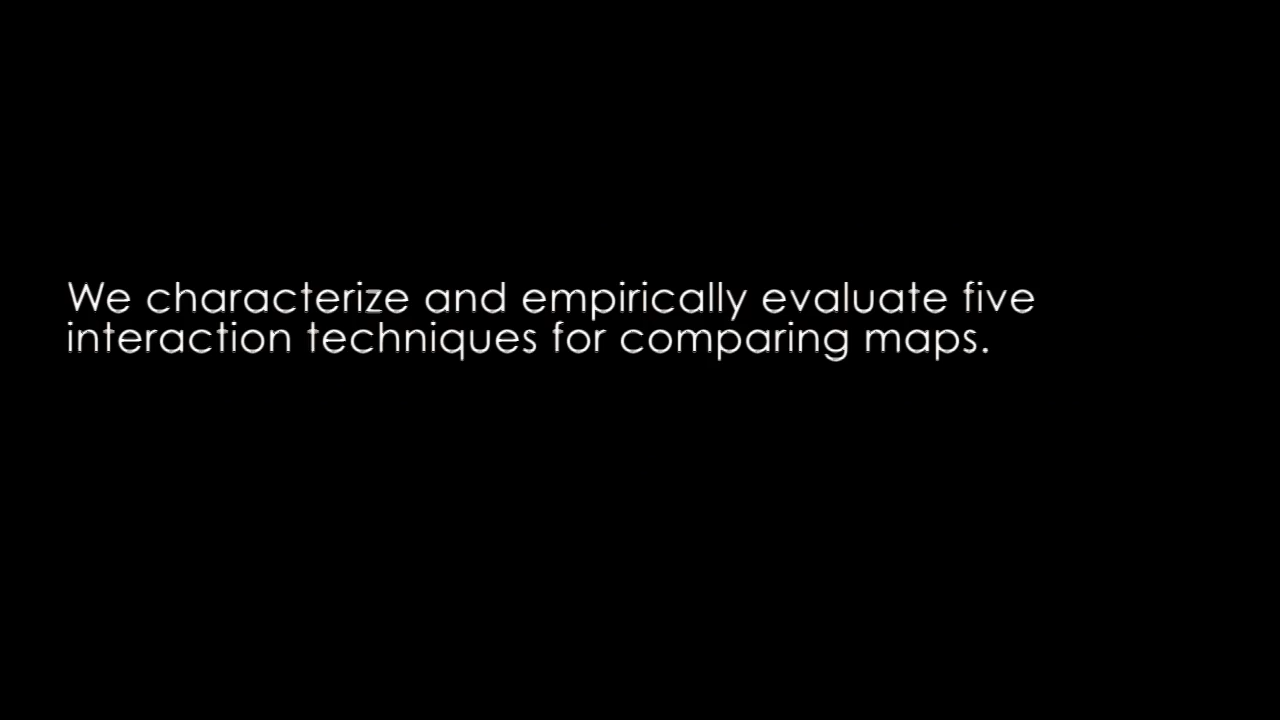 We characterize and empirically evaluate five
interaction techniques for comparing maps.